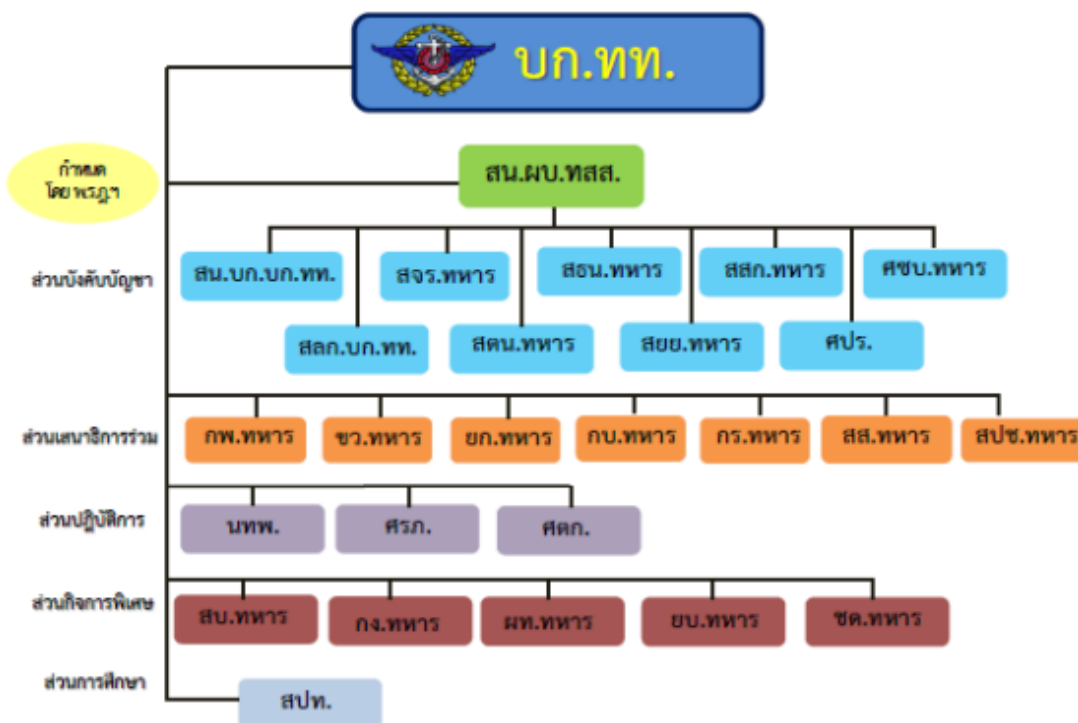 บก.ทท.
กำหนด
โดย พ.ร.ฎ.ฯ
สน.ผบ.ทสส.
ส่วนบังคับบัญชา
สน.บก.บก.ทท.
สจร.ทหาร
สธน.ทหาร
สสก.ทหาร
ศซบ.ทหาร
สลก.บก.ทท.
สตน.ทหาร
สยย.ทหาร
ศปร.
ส่วนเสนาธิการร่วม
กพ.ทหาร
ขว.ทหาร
ยก.ทหาร
กบ.ทหาร
กร.ทหาร
สส.ทหาร
สปช.ทหาร
ส่วนปฏิบัติการ
นทพ.
ศรภ.
ศตก.
ส่วนกิจการพิเศษ
สบ.ทหาร
กง.ทหาร
ผท.ทหาร
ยบ.ทหาร
ชด.ทหาร
ส่วนการศึกษา
สปท.